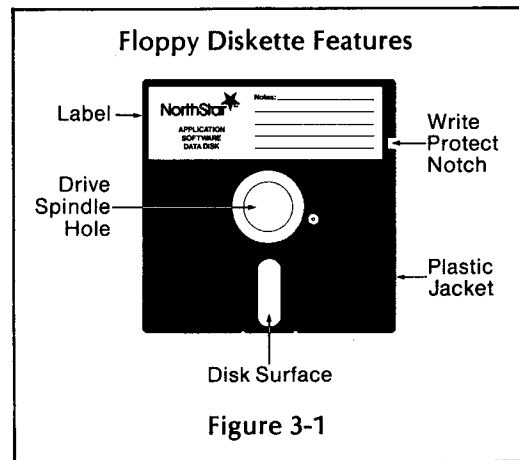 Floppy Diskette Features
Label
NorthStar
Notes:
APPLICATION
SOFTWARE
DATA DISK
Write
Protect
Notch
Drive
Spindle
Hole
Plastic
Jacket
Disk Surface
Figure 3-1